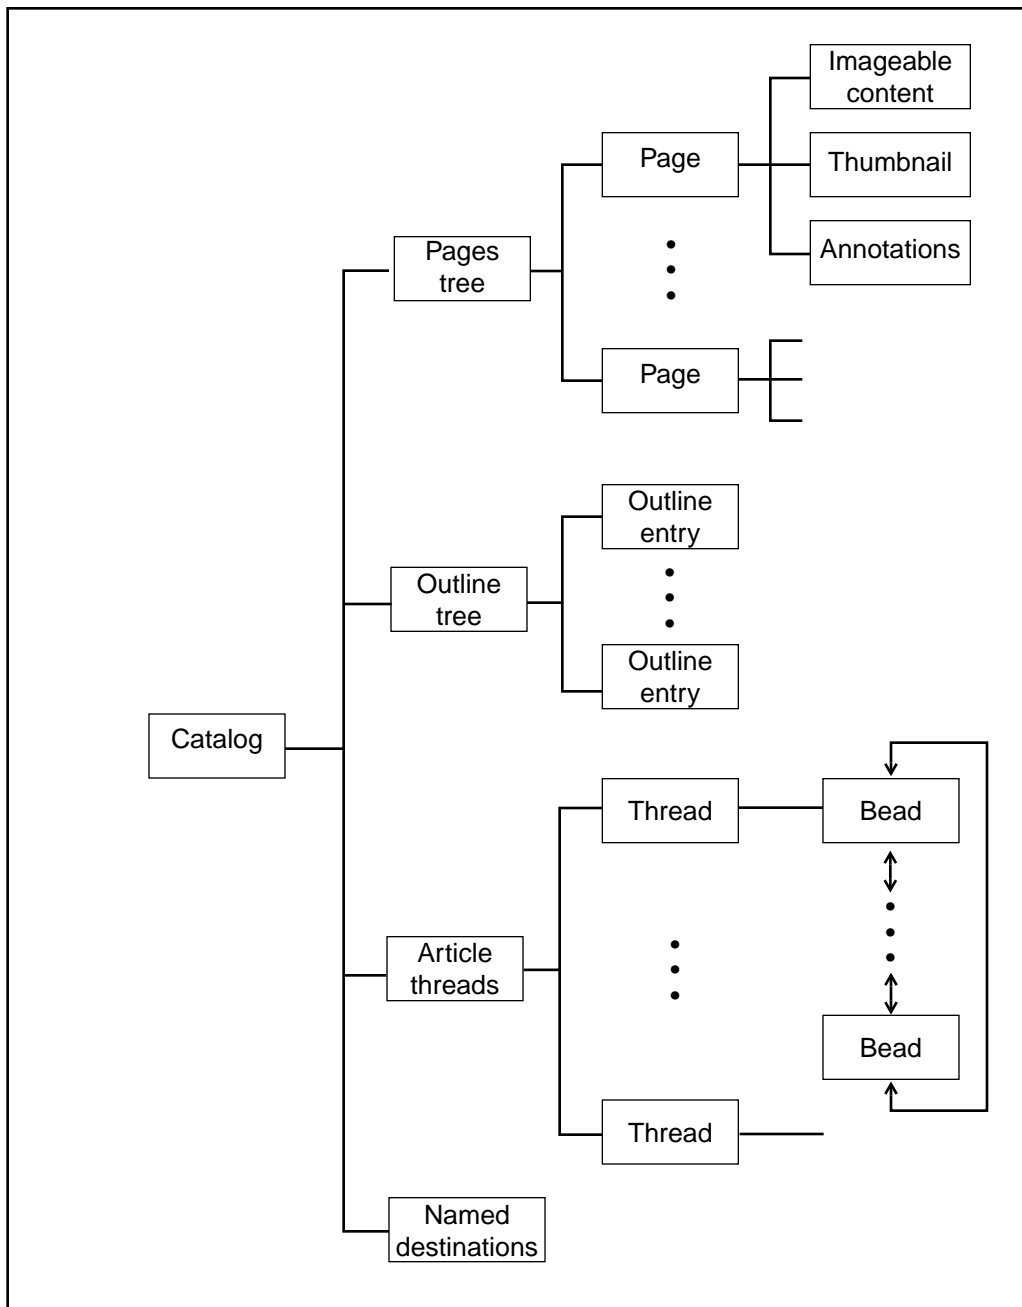 Imageable
content
Page
Thumbnail
Pages
tree
Annotations
Page
Outline
entry
Outline
tree
Outline
entry
Catalog
Thread
Bead
Article
threads
Bead
Thread
Named
destinations